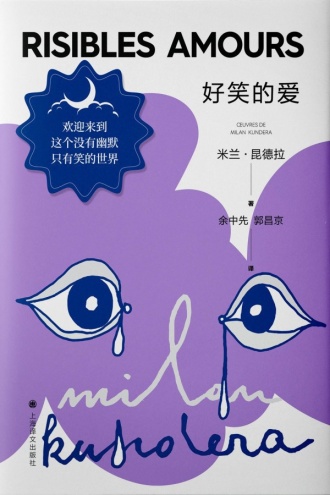 RISIBLES AMOURS
好笑的爱
ŒUVRES DE
MILAN KUNDERA
欢迎来到
这个没有幽默
只有笑的世界
米兰·昆德拉
著
余中先 郭昌京
译
milan
kundera
上海译文出版社